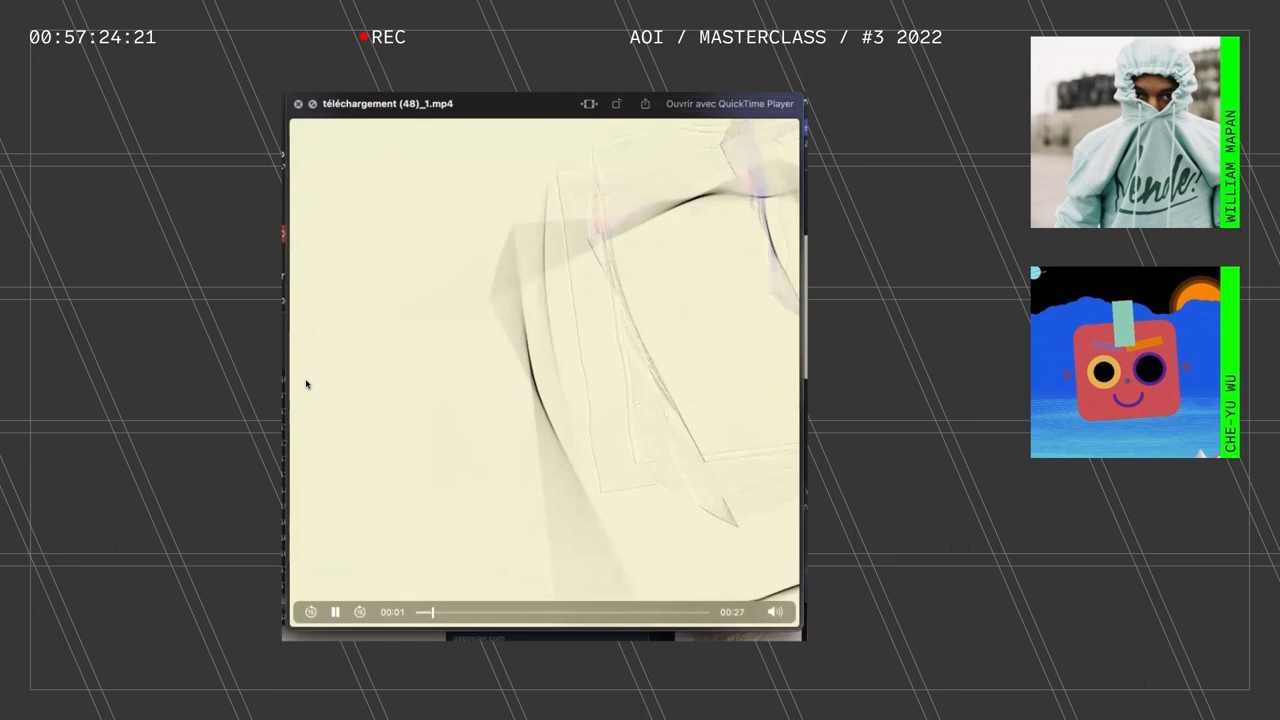 00:57:24:21
REC
AOI / MASTERCLASS / #3 2022
téléchargement (48)_1.mp4
Ouvrir avec QuickTime Player
WILLIAM MAPAN
CHE-YU WU
00:01
00:27